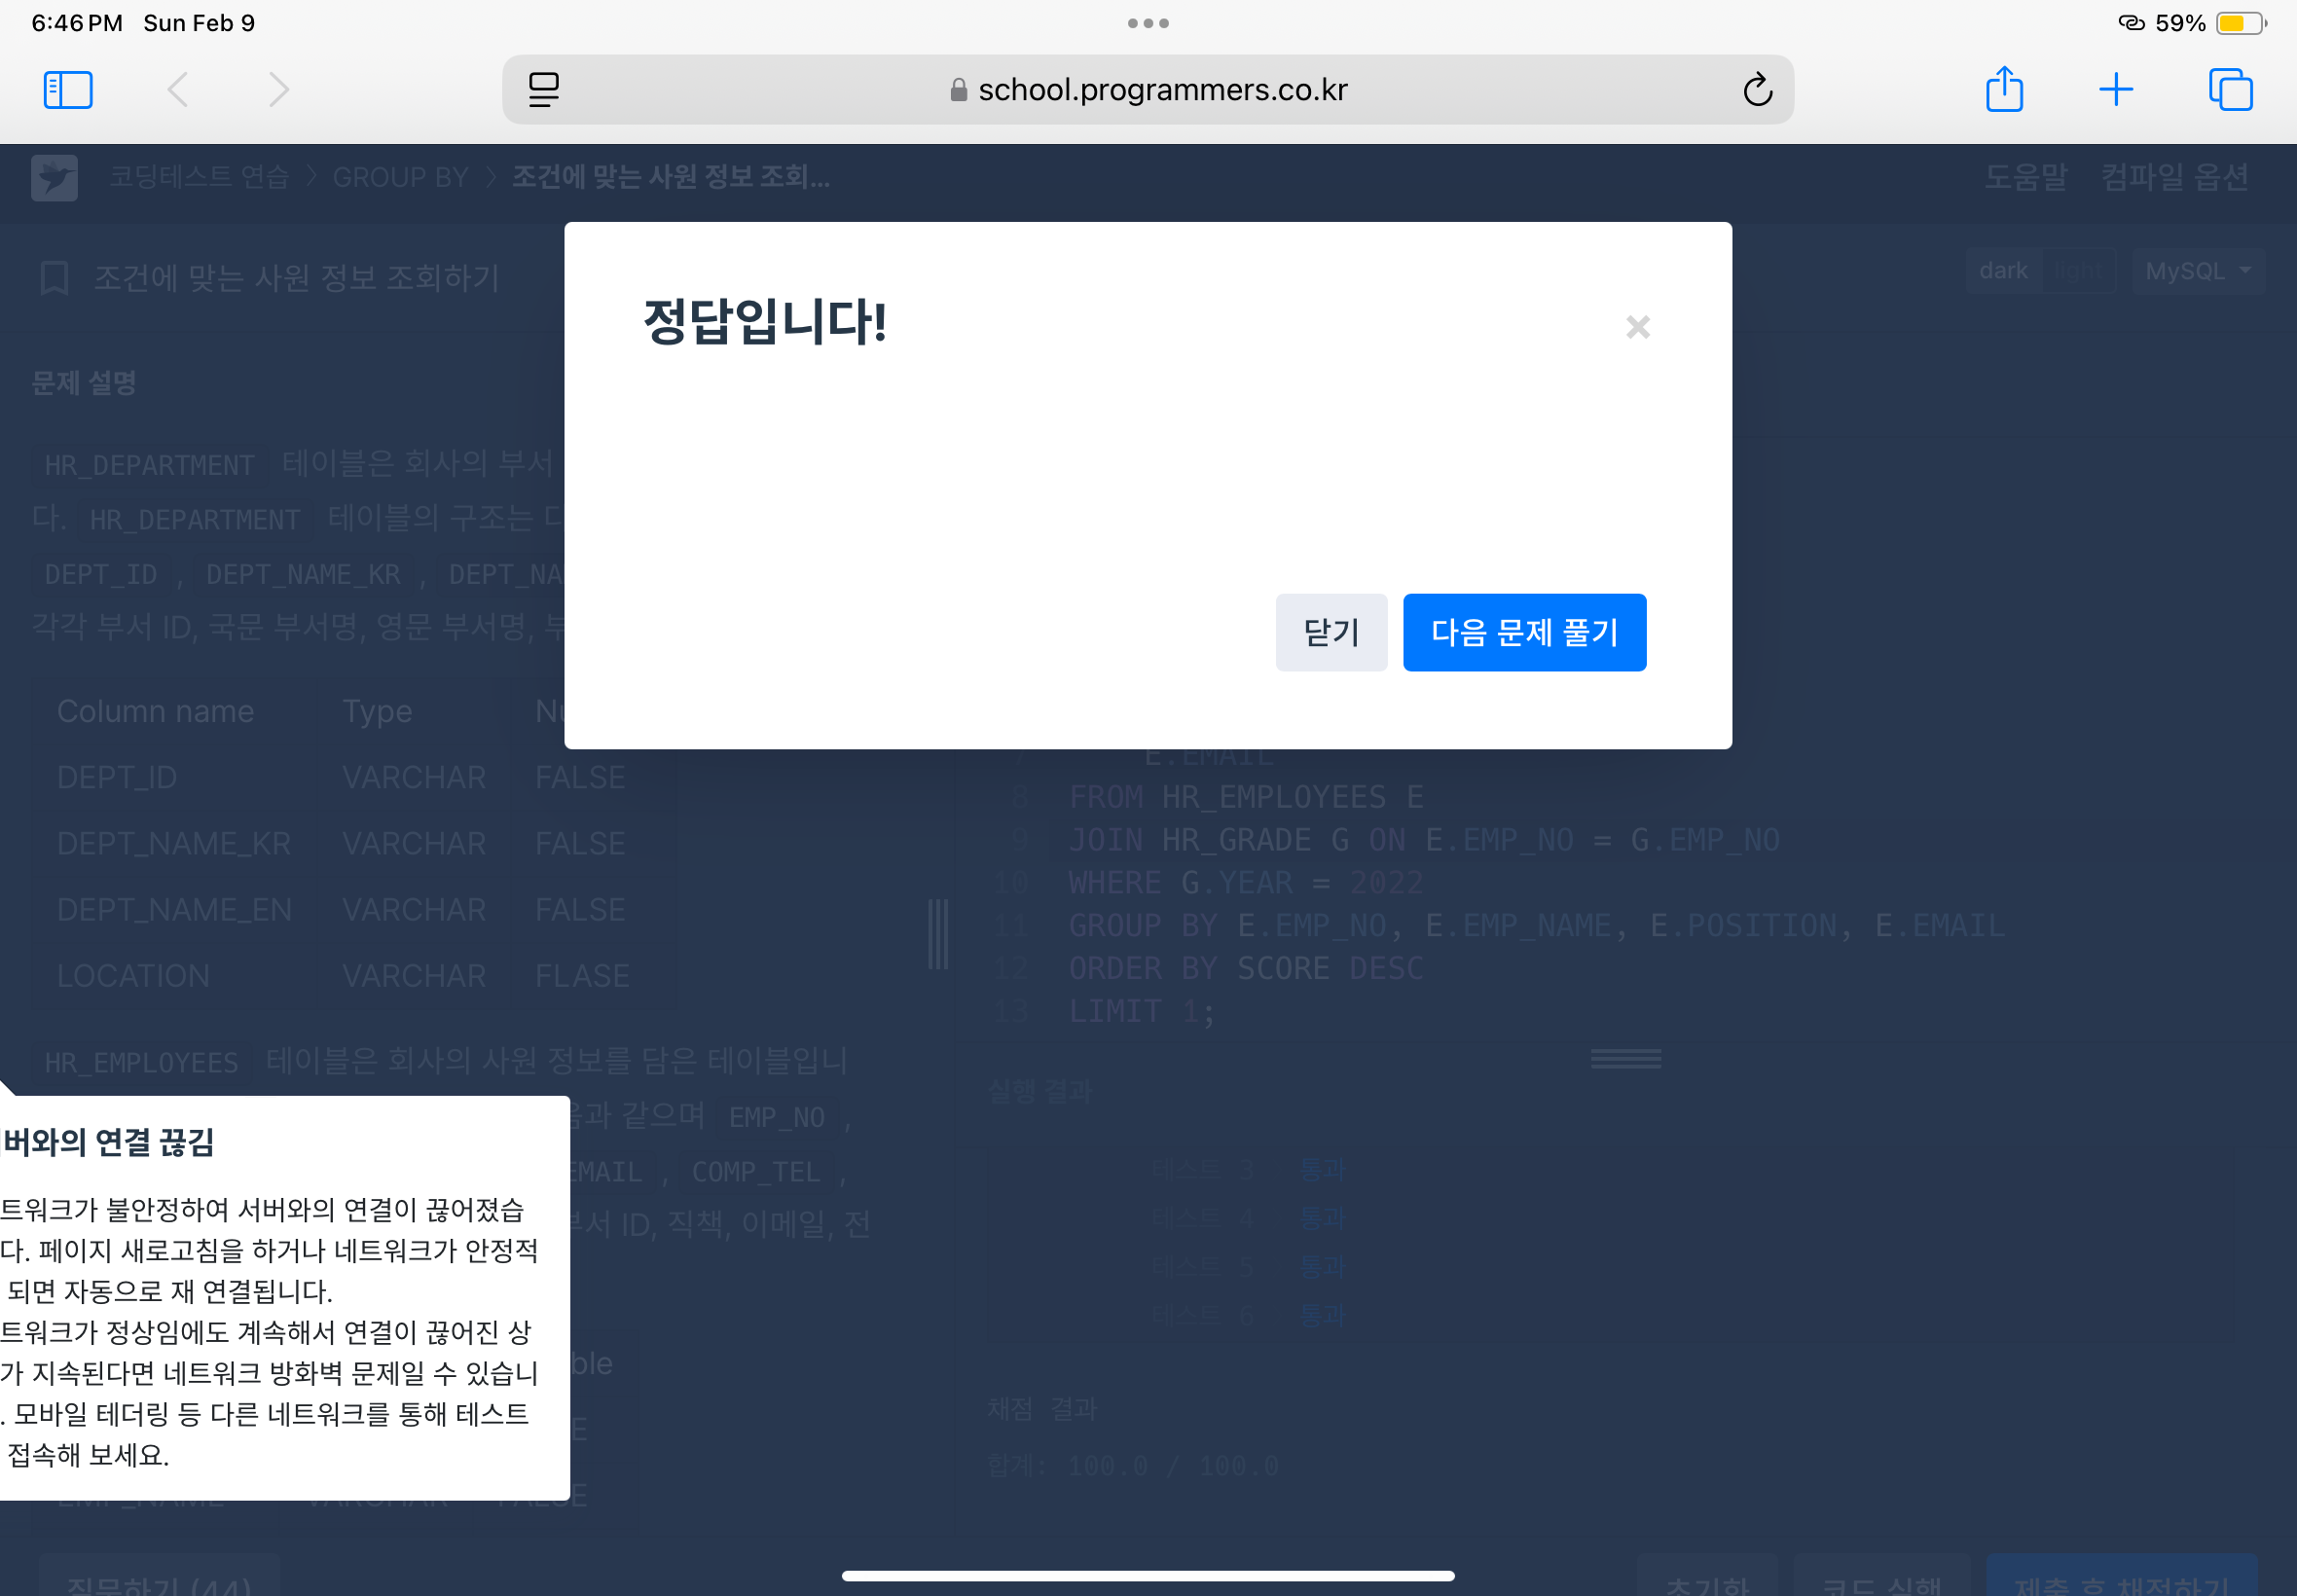 6:46 PM Sun Feb 9
59%
school.programmers.co.kr
코딩테스트 연습 > GROUP BY > 조건에 맞는 사원 정보 조회...
도움말 컴파일 옵션
조건에 맞는 사원 정보 조회하기
dark light MySQL
정답입니다!
닫기 다음 문제 풀기
문제 설명
HR_DEPARTMENT 테이블은 회사의 부서
다. HR_DEPARTMENT 테이블의 구조는
DEPT_ID , DEPT_NAME_KR , DEPT_NA
각각 부서 ID, 국문 부서명, 영문 부서명,
Column name Type
DEPT_ID VARCHAR FALSE
DEPT_NAME_KR VARCHAR FALSE
DEPT_NAME_EN VARCHAR FALSE
LOCATION VARCHAR FLASE
HR_EMPLOYEES 테이블은 회사의 사원 정보를 담은 테이블입니
과 같으며 EMP_NO ,
EMAIL , COMP_TEL ,
부서 ID, 직책, 이메일, 전
ble
E
EMP_NAME VARCHAR FALSE
버와의 연결 끊김
트워크가 불안정하여 서버와의 연결이 끊어졌습
다. 페이지 새로고침을 하거나 네트워크가 안정적
되면 자동으로 재 연결됩니다.
트워크가 정상임에도 계속해서 연결이 끊어진 상
가 지속된다면 네트워크 방화벽 문제일 수 있습니
. 모바일 테더링 등 다른 네트워크를 통해 테스트
접속해 보세요.
7 E.EMAIL
8 FROM HR_EMPLOYEES E
9 JOIN HR_GRADE G ON E.EMP_NO = G.EMP_NO
10 WHERE G.YEAR = 2022
11 GROUP BY E.EMP_NO, E.EMP_NAME, E.POSITION, E.EMAIL
12 ORDER BY SCORE DESC
13 LIMIT 1;
실행 결과
테스트 3 통과
테스트 4 통과
테스트 5 통과
테스트 6 통과
채점 결과
합계: 100.0 / 100.0
질문하기 (44)
초기화 코드 실행 제출 후 채점하기